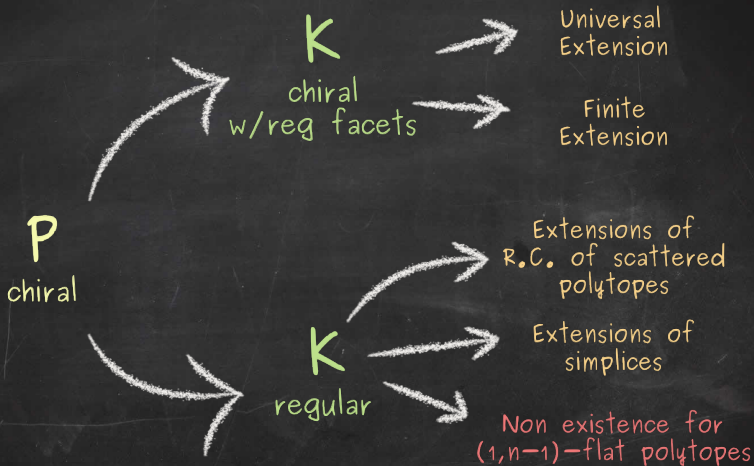 K
chiral
w/reg facets
Universal
Extension
Finite
Extension
P
chiral
K
regular
Extensions of
R.C. of scattered
polytopes
Extensions of
simplices
Non existence for
(1,n-1)-flat polytopes